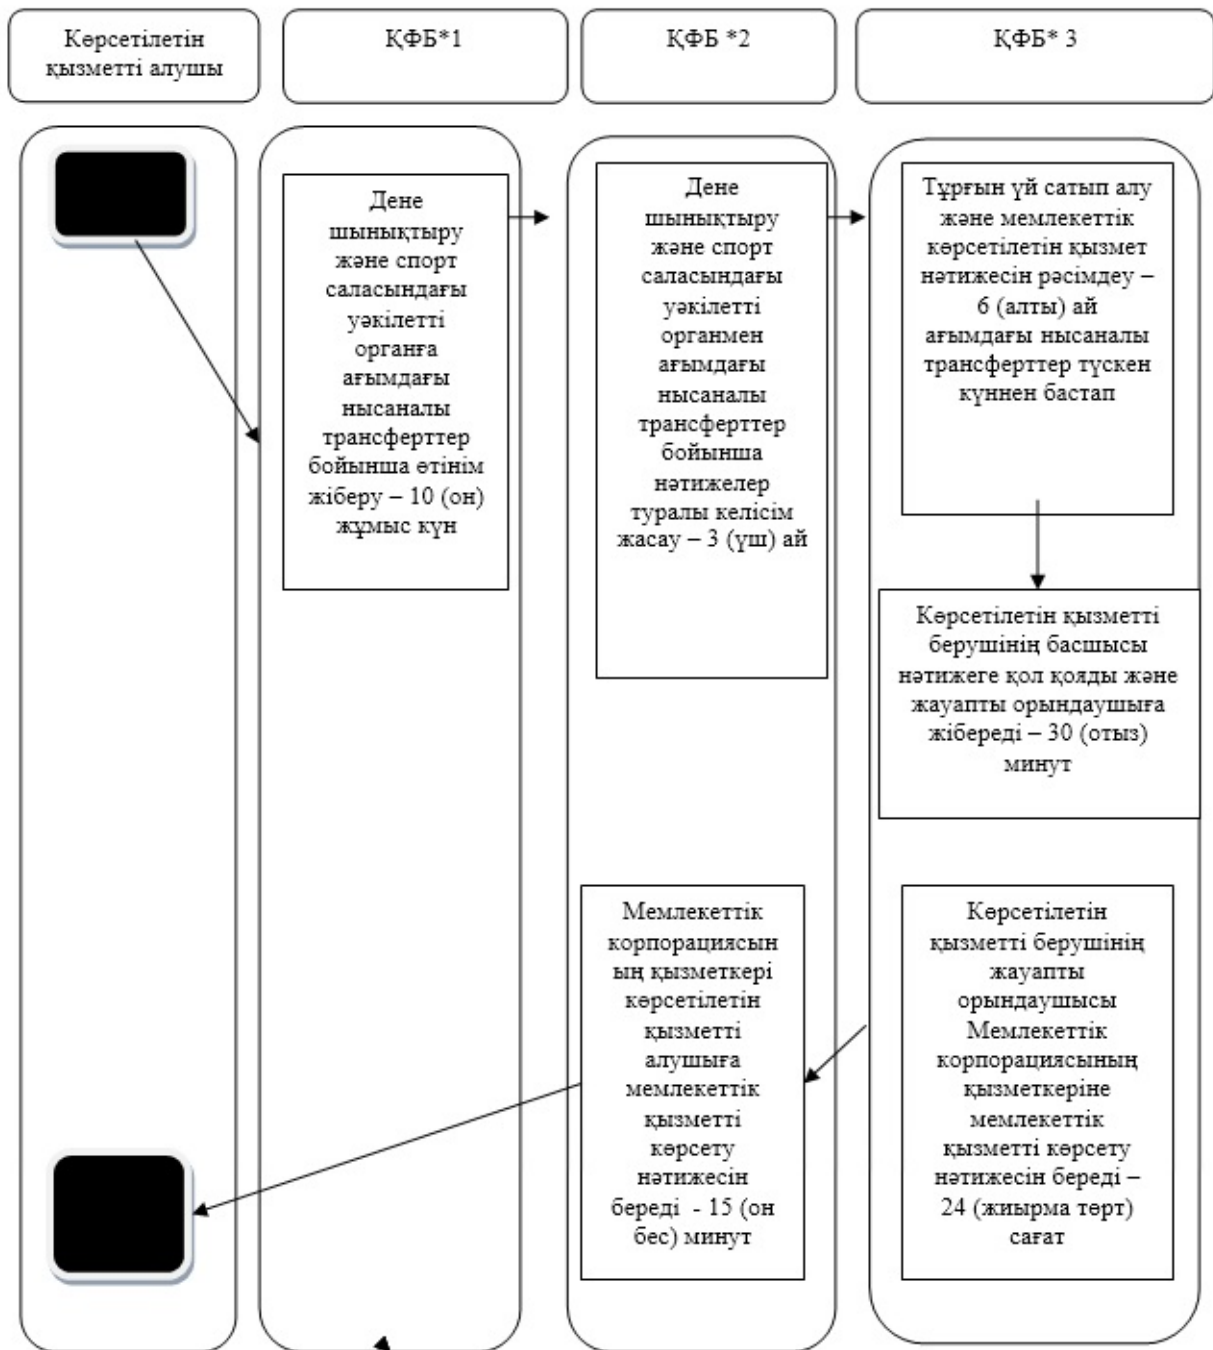 Көрсетілетін
қызметті алушы
ҚФБ*1
ҚФБ *2
ҚФБ* 3
Дене
шынықтыру
және спорт
саласындағы
уәкілетті
органға
ағымдағы
нысаналы
трансферттер
бойынша өтінім
жіберу – 10 (он)
жұмыс күн
Дене
шынықтыру
және спорт
саласындағы
уәкілетті
органмен
ағымдағы
нысаналы
трансферттер
бойынша
нәтижелер
туралы келісім
жасау – 3 (үш) ай
Тұрғын үй сатып алу
және мемлекеттік
көрсетілетін қызмет
нәтижесін рәсімдеу –
6 (алты) ай
ағымдағы нысаналы
трансферттер түскен
күннен бастап
Көрсетілетін қызметті
берушінің басшысы
нәтижеге қол қояды және
жауапты орындаушыға
жібереді – 30 (отыз)
минут
Мемлекеттік
корпорациясын
ың қызметкері
көрсетілетін
қызметті
алушыға
мемлекеттік
қызметті
көрсету
нәтижесін
береді - 15 (он
бес) минут
Көрсетілетін
қызметті берушінің
жауапты
орындаушысы
Мемлекеттік
корпорациясының
қызметкеріне
мемлекеттік
қызметті көрсету
нәтижесін береді –
24 (жиырма төрт)
сағат